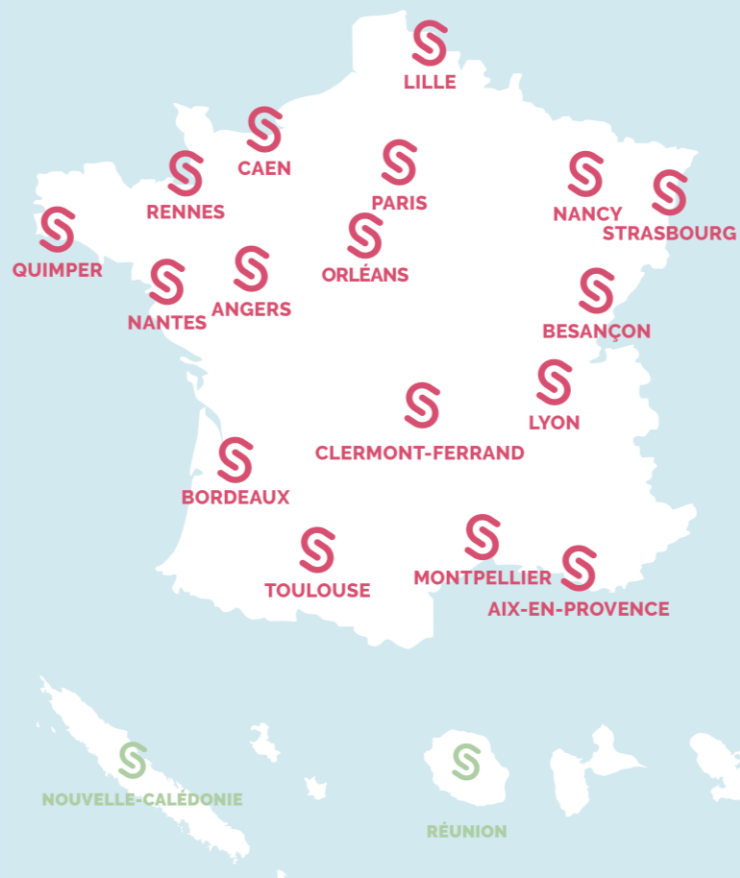 LILLE
CAEN
PARIS
RENNES
NANCY
STRASBOURG
QUIMPER
ORLÉANS
ANGERS
NANTES
BESANÇON
LYON
CLERMONT-FERRAND
BORDEAUX
MONTPELLIER
TOULOUSE
AIX-EN-PROVENCE
NOUVELLE-CALÉDONIE
RÉUNION